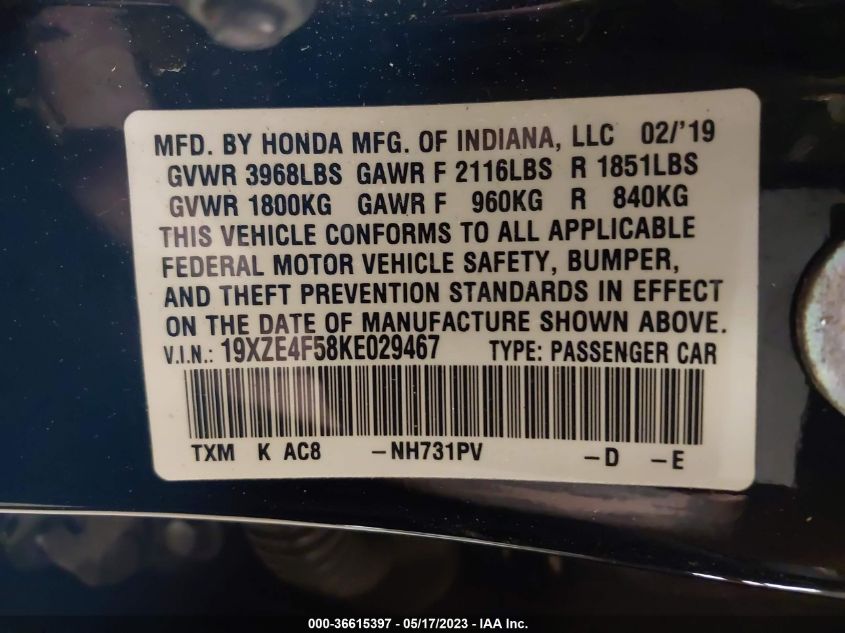 MFD. BY HONDA MFG. OF INDIANA, LLC 02/'19
GVWR 3968LBS GAWR F 2116LBS R 1851LBS
GVWR 1800KG GAWR F 960KG R 840KG
THIS VEHICLE CONFORMS TO ALL APPLICABLE
FEDERAL MOTOR VEHICLE SAFETY, BUMPER,
AND THEFT PREVENTION STANDARDS IN EFFECT
ON THE DATE OF MANUFACTURE SHOWN ABOVE.
V.I.N.: 19XZE4F58KE029467 TYPE: PASSENGER CAR
TXM K AC8 -NH731PV -D -E
000-36615397 - 05/17/2023 - IAA Inc.